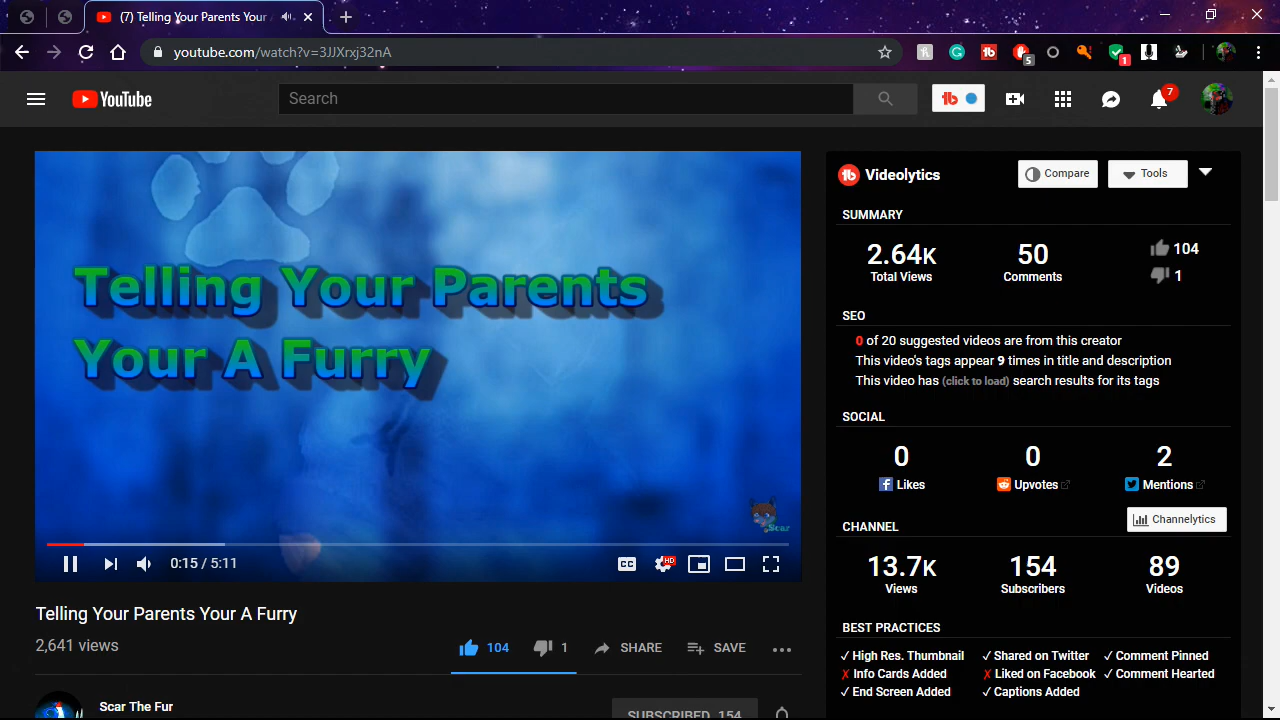 (7) Telling Your Parents Your
youtube.com/watch?v=3JJXrxj32nA
5
1
YouTube
Search
7
Telling Your Parents
Your A Furry
Scar
0:15 / 5:11
CC
HD
Telling Your Parents Your A Furry
2,641 views
104
1
SHARE
SAVE
Scar The Fur
SUBSCRIBED 154
Videolytics
Compare
Tools
SUMMARY
2.64K
50
104
Total Views
Comments
1
SEO
0 of 20 suggested videos are from this creator
This video's tags appear 9 times in title and description
This video has (click to load) search results for its tags
SOCIAL
0
0
2
Likes
Upvotes
Mentions
CHANNEL
Channelytics
13.7K
154
89
Views
Subscribers
Videos
BEST PRACTICES
✓ High Res. Thumbnail ✓ Shared on Twitter ✓ Comment Pinned
✗ Info Cards Added ✗ Liked on Facebook ✓ Comment Hearted
✓ End Screen Added ✓ Captions Added